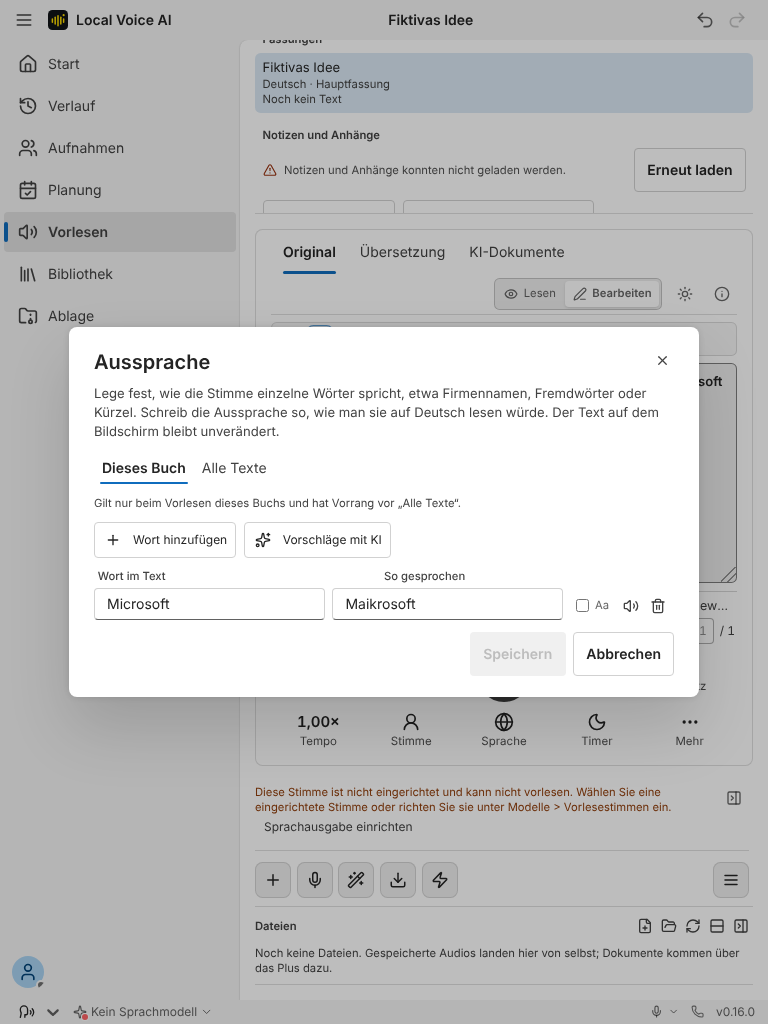 Local Voice AI
Fiktivas Idee
Start
Verlauf
Aufnahmen
Planung
Vorlesen
Bibliothek
Ablage
Fassungen
Fiktivas Idee
Deutsch · Hauptfassung
Noch kein Text
Notizen und Anhänge
Notizen und Anhänge konnten nicht geladen werden.
Erneut laden
Original Übersetzung KI-Dokumente
Lesen Bearbeiten
soft
Aussprache
Lege fest, wie die Stimme einzelne Wörter spricht, etwa Firmennamen, Fremdwörter oder
Kürzel. Schreib die Aussprache so, wie man sie auf Deutsch lesen würde. Der Text auf dem
Bildschirm bleibt unverändert.
Dieses Buch Alle Texte
Gilt nur beim Vorlesen dieses Buchs und hat Vorrang vor „Alle Texte“.
Wort hinzufügen Vorschläge mit KI
Wort im Text So gesprochen
Microsoft Maikrosoft Aa
Speichern Abbrechen
ew...
1 / 1
tz
1,00×
Tempo Stimme Sprache Timer Mehr
Diese Stimme ist nicht eingerichtet und kann nicht vorlesen. Wählen Sie eine
eingerichtete Stimme oder richten Sie sie unter Modelle > Vorlesestimmen ein.
Sprachausgabe einrichten
Dateien
Noch keine Dateien. Gespeicherte Audios landen hier von selbst; Dokumente kommen über
das Plus dazu.
Kein Sprachmodell
v0.16.0